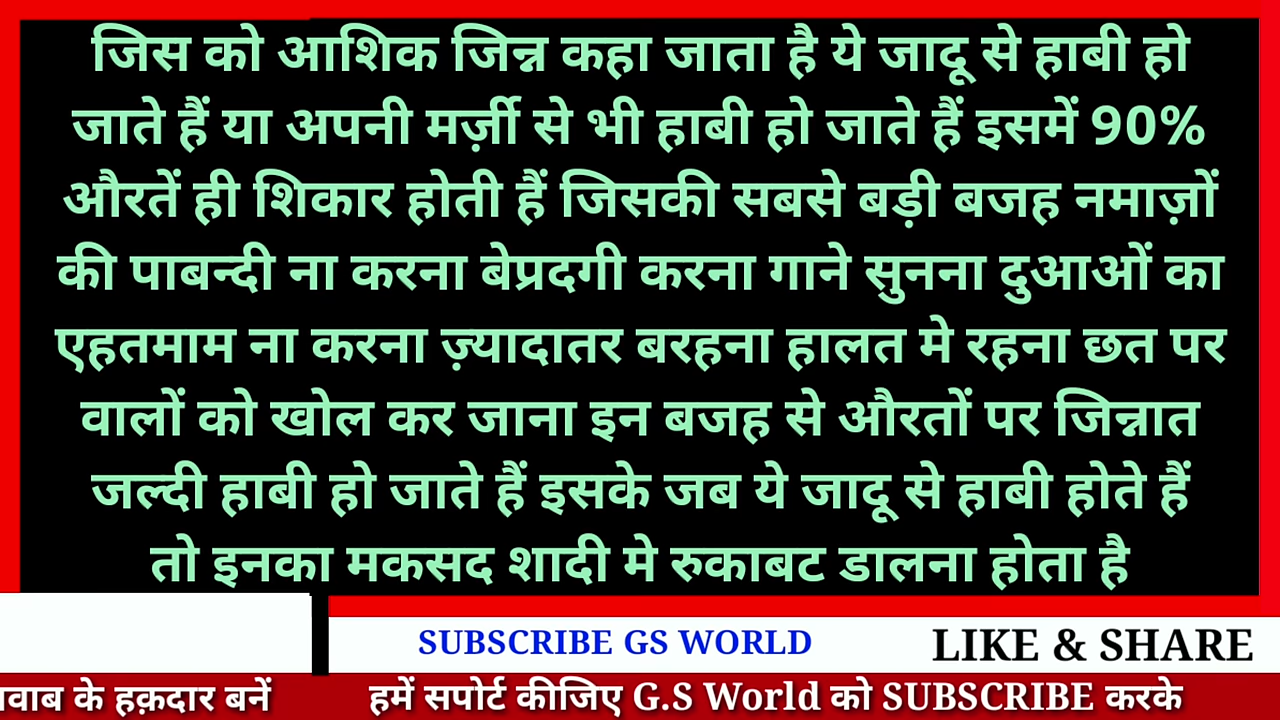 जिस को आशिक जिन्न कहा जाता है ये जादू से हाबी हो
जाते हैं या अपनी मर्ज़ी से भी हाबी हो जाते हैं इसमें 90%
औरतें ही शिकार होती हैं जिसकी सबसे बड़ी बजह नमाज़ों
की पाबन्दी ना करना बेप्रदगी करना गाने सुनना दुआओं का
एहतमाम ना करना ज़्यादातर बरहना हालत मे रहना छत पर
वालों को खोल कर जाना इन बजह से औरतों पर जिन्नात
जल्दी हाबी हो जाते हैं इसके जब ये जादू से हाबी होते हैं
तो इनका मकसद शादी मे रुकाबट डालना होता है
SUBSCRIBE GS WORLD LIKE & SHARE
के हक़दार बनें हमें सपोर्ट कीजिए G.S World को SUBSCRIBE करके